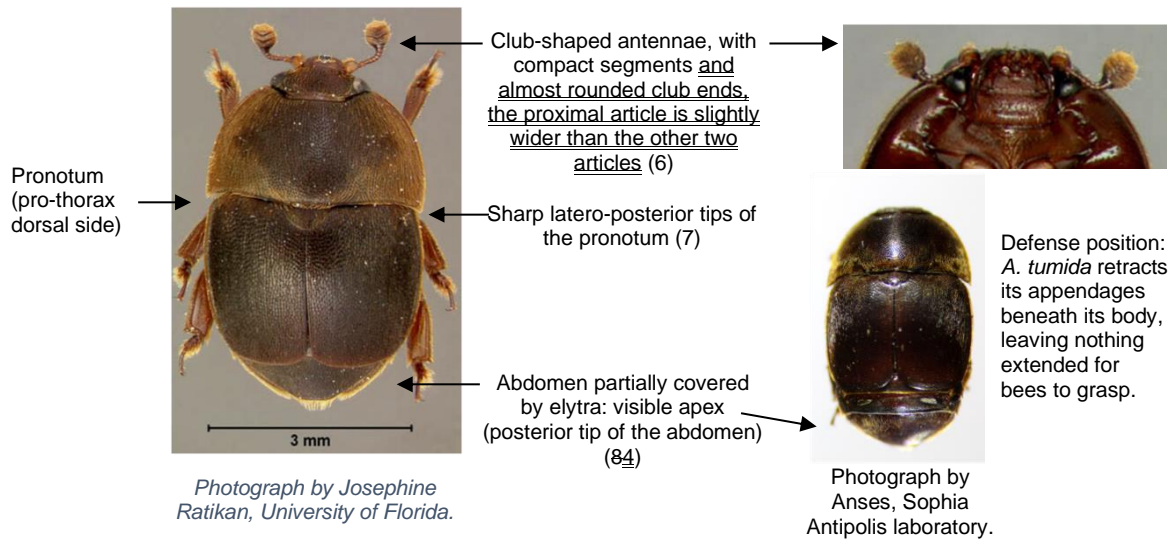 Club-shaped antennae, with
compact segments and
almost rounded club ends,
the proximal article is slightly
wider than the other two
articles (6)
Pronotum
(pro-thorax
dorsal side)
Sharp latero-posterior tips of
the pronotum (7)
Defense position:
A. tumida retracts
its appendages
beneath its body,
leaving nothing
extended for
bees to grasp.
Abdomen partially covered
by elytra: visible apex
(posterior tip of the abdomen)
(84)
3 mm
Photograph by Josephine
Ratikan, University of Florida.
Photograph by
Anses, Sophia
Antipolis laboratory.